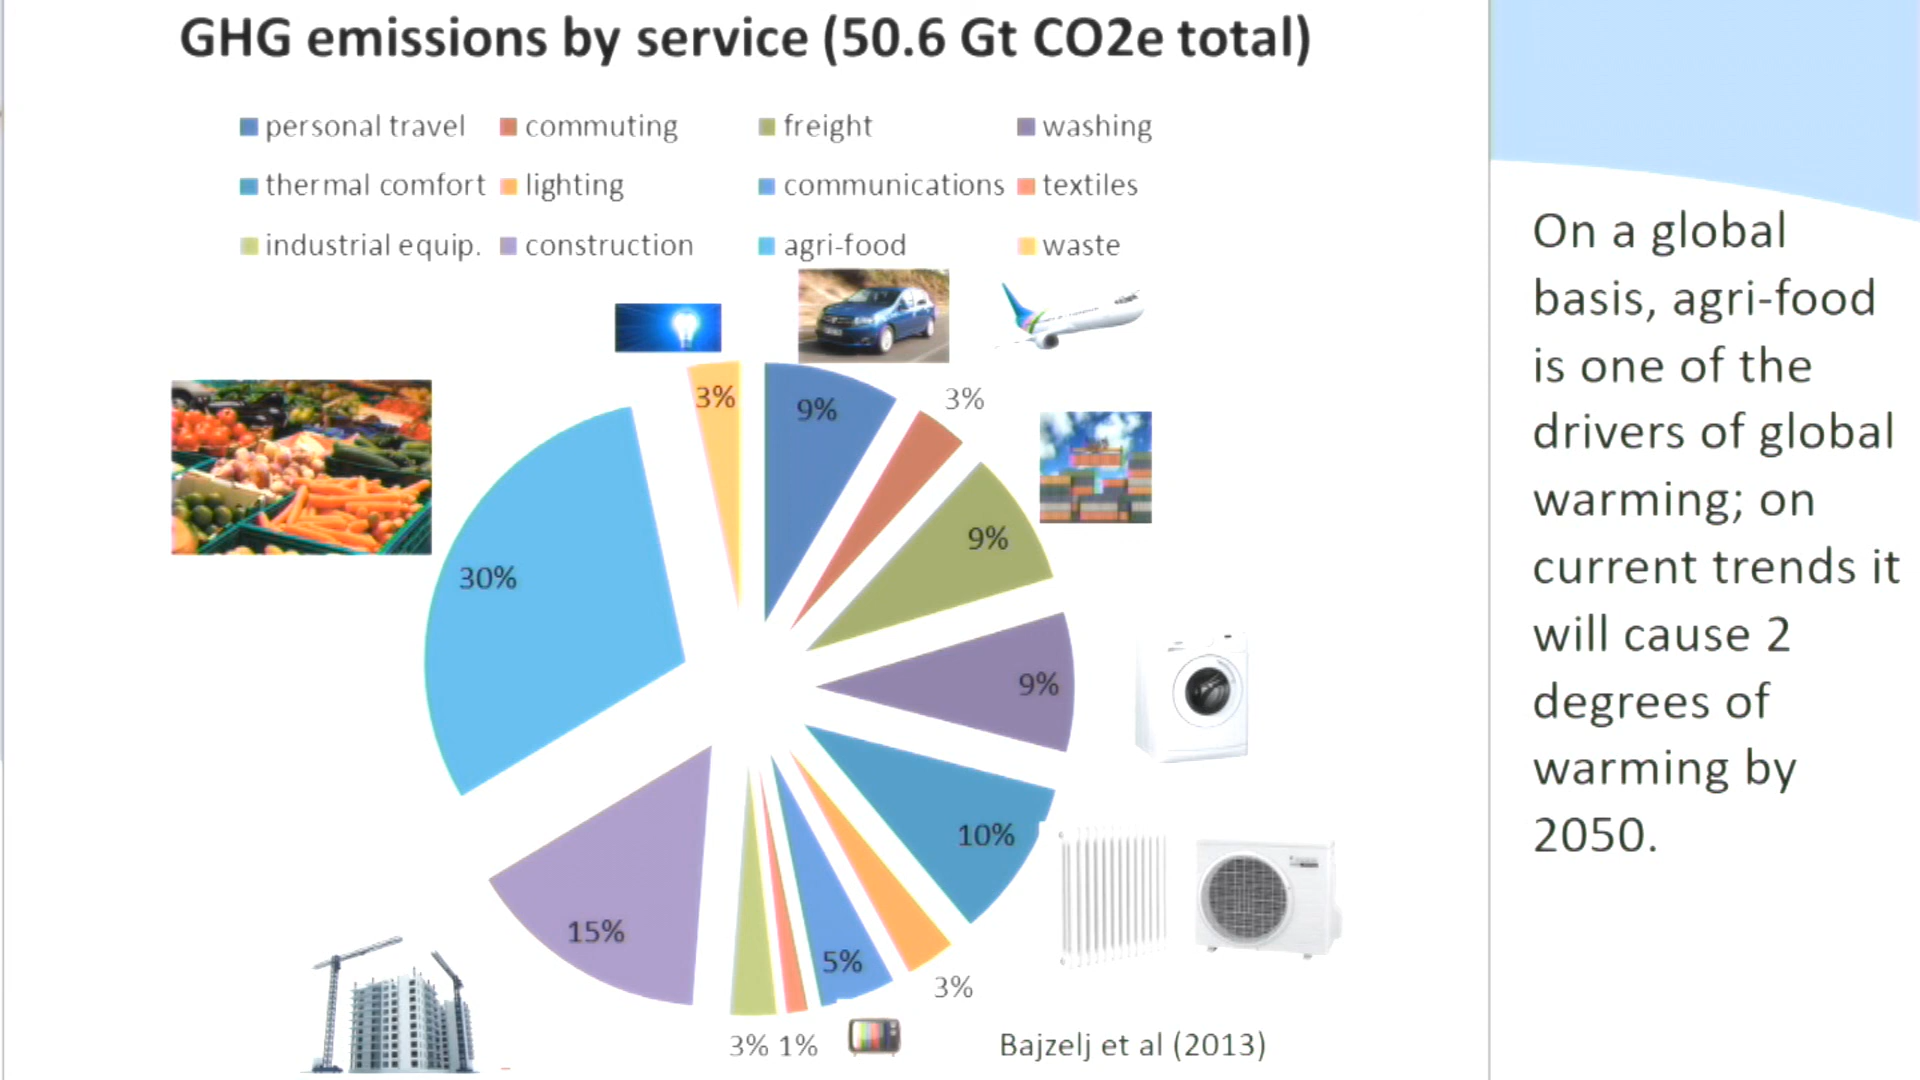 GHG emissions by service (50.6 Gt CO2e total)
personal travel commuting freight washing
thermal comfort lighting communications textiles
industrial equip. construction agri-food waste
3%
9%
3%
9%
30%
9%
10%
15%
5%
3%
3% 1%
Bajzelj et al (2013)
On a global
basis, agri-food
is one of the
drivers of global
warming; on
current trends it
will cause 2
degrees of
warming by
2050.